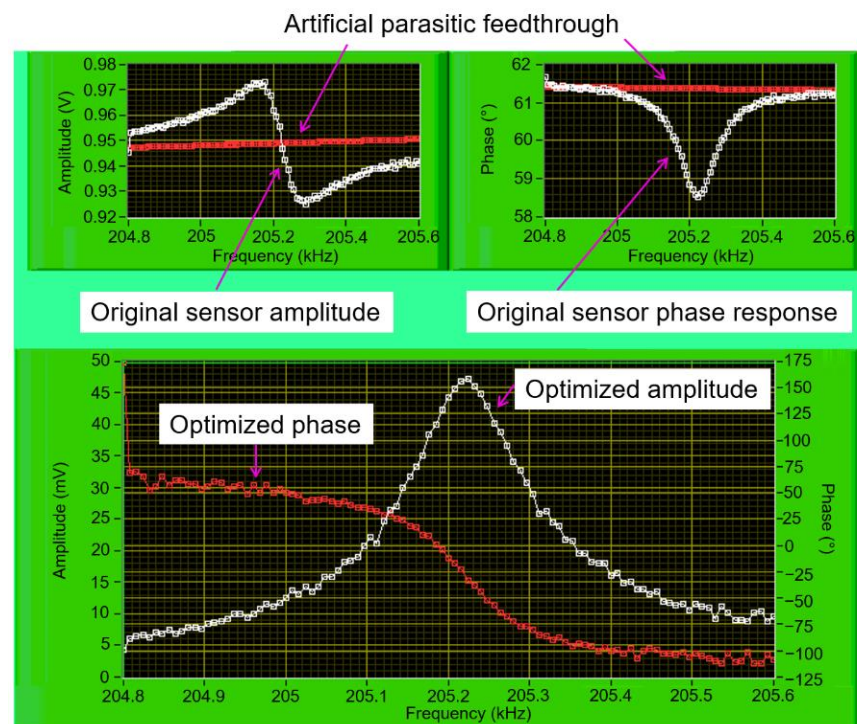 Artificial parasitic feedthrough
0.98
0.97
0.96
0.95
0.94
0.93
0.92
Amplitude (V)
204.8 205 205.2 205.4 205.6
Frequency (kHz)
62
61
60
59
58
Phase (°)
204.8 205 205.2 205.4 205.6
Frequency (kHz)
Original sensor amplitude
Original sensor phase response
50
45
40
35
30
25
20
15
10
5
0
Amplitude (mV)
Optimized phase
Optimized amplitude
175
150
125
100
75
50
25
0
-25
-50
-75
-100
-125
Phase (°)
204.8 204.9 205 205.1 205.2 205.3 205.4 205.5 205.6
Frequency (kHz)